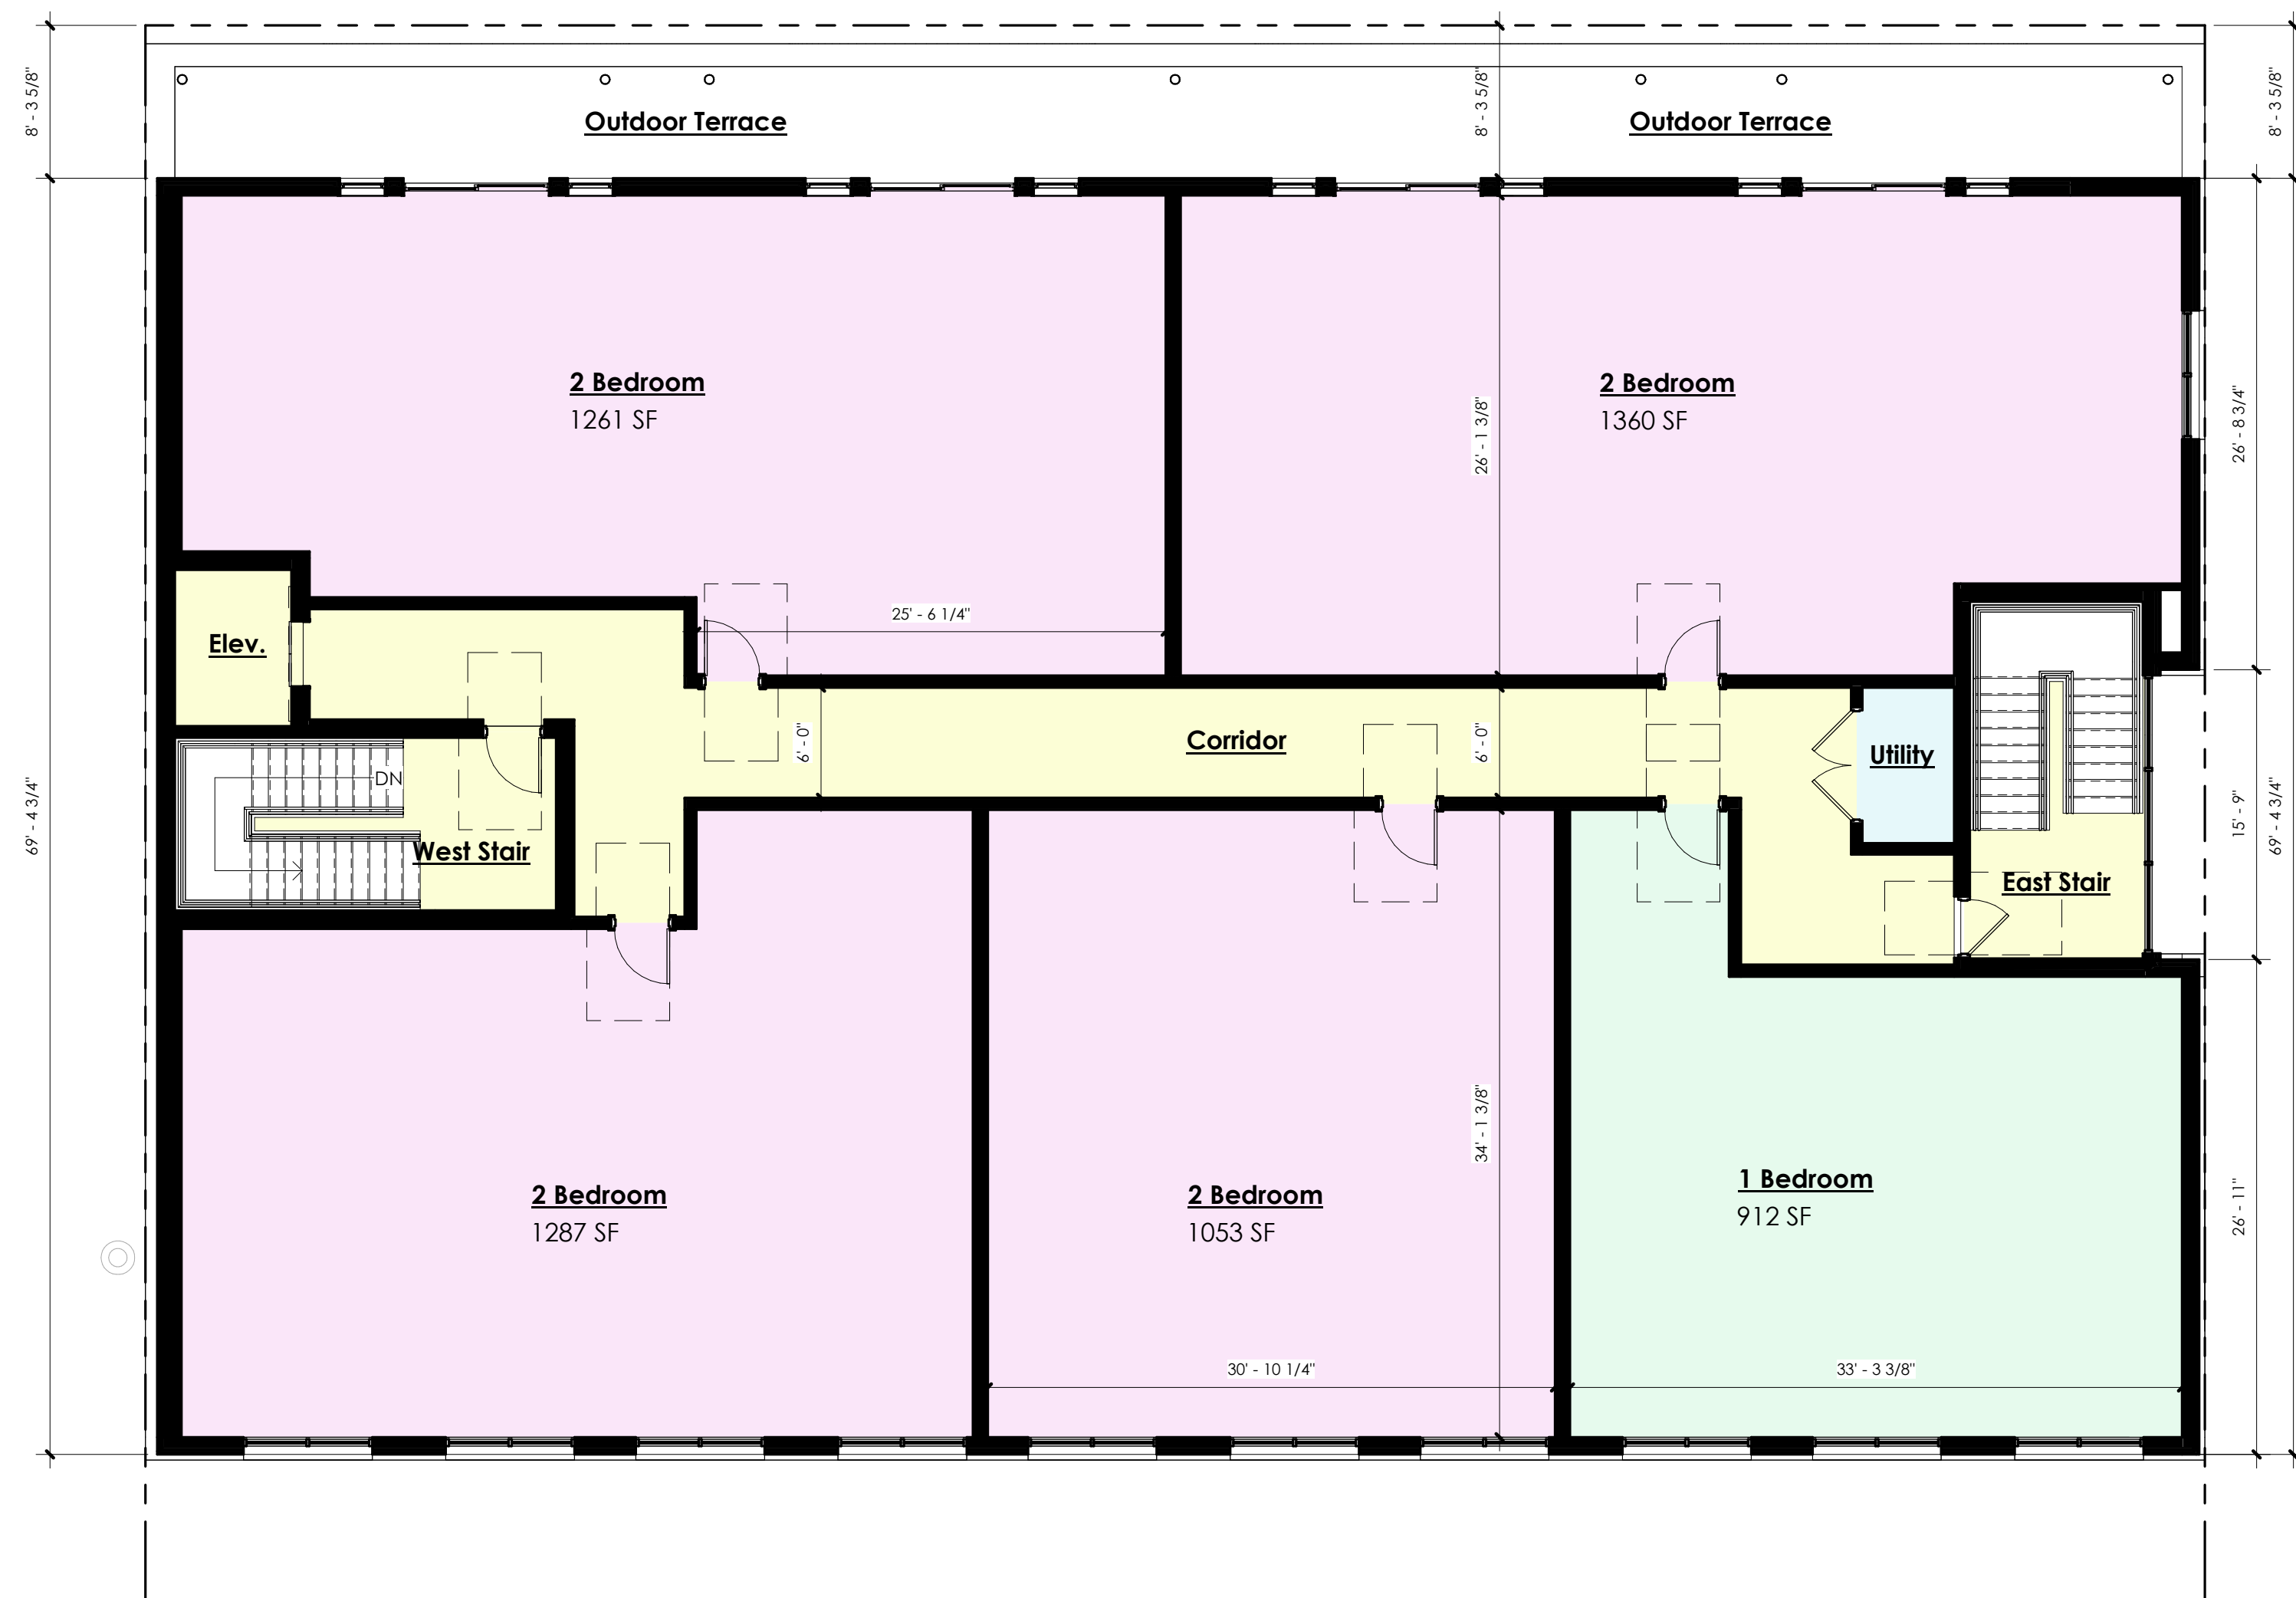 8' - 3 5/8"
8' - 3 5/8"
8' - 3 5/8"
Outdoor Terrace
Outdoor Terrace
2 Bedroom
1261 SF
2 Bedroom
1360 SF
26' - 1 3/8"
26' - 8 3/4"
25' - 6 1/4"
Elev.
Corridor
6' - 0"
6' - 0"
Utility
DN
West Stair
East Stair
69' - 4 3/4"
15' - 9"
69' - 4 3/4"
34' - 1 3/8"
2 Bedroom
1287 SF
2 Bedroom
1053 SF
1 Bedroom
912 SF
26' - 11"
30' - 10 1/4"
33' - 3 3/8"